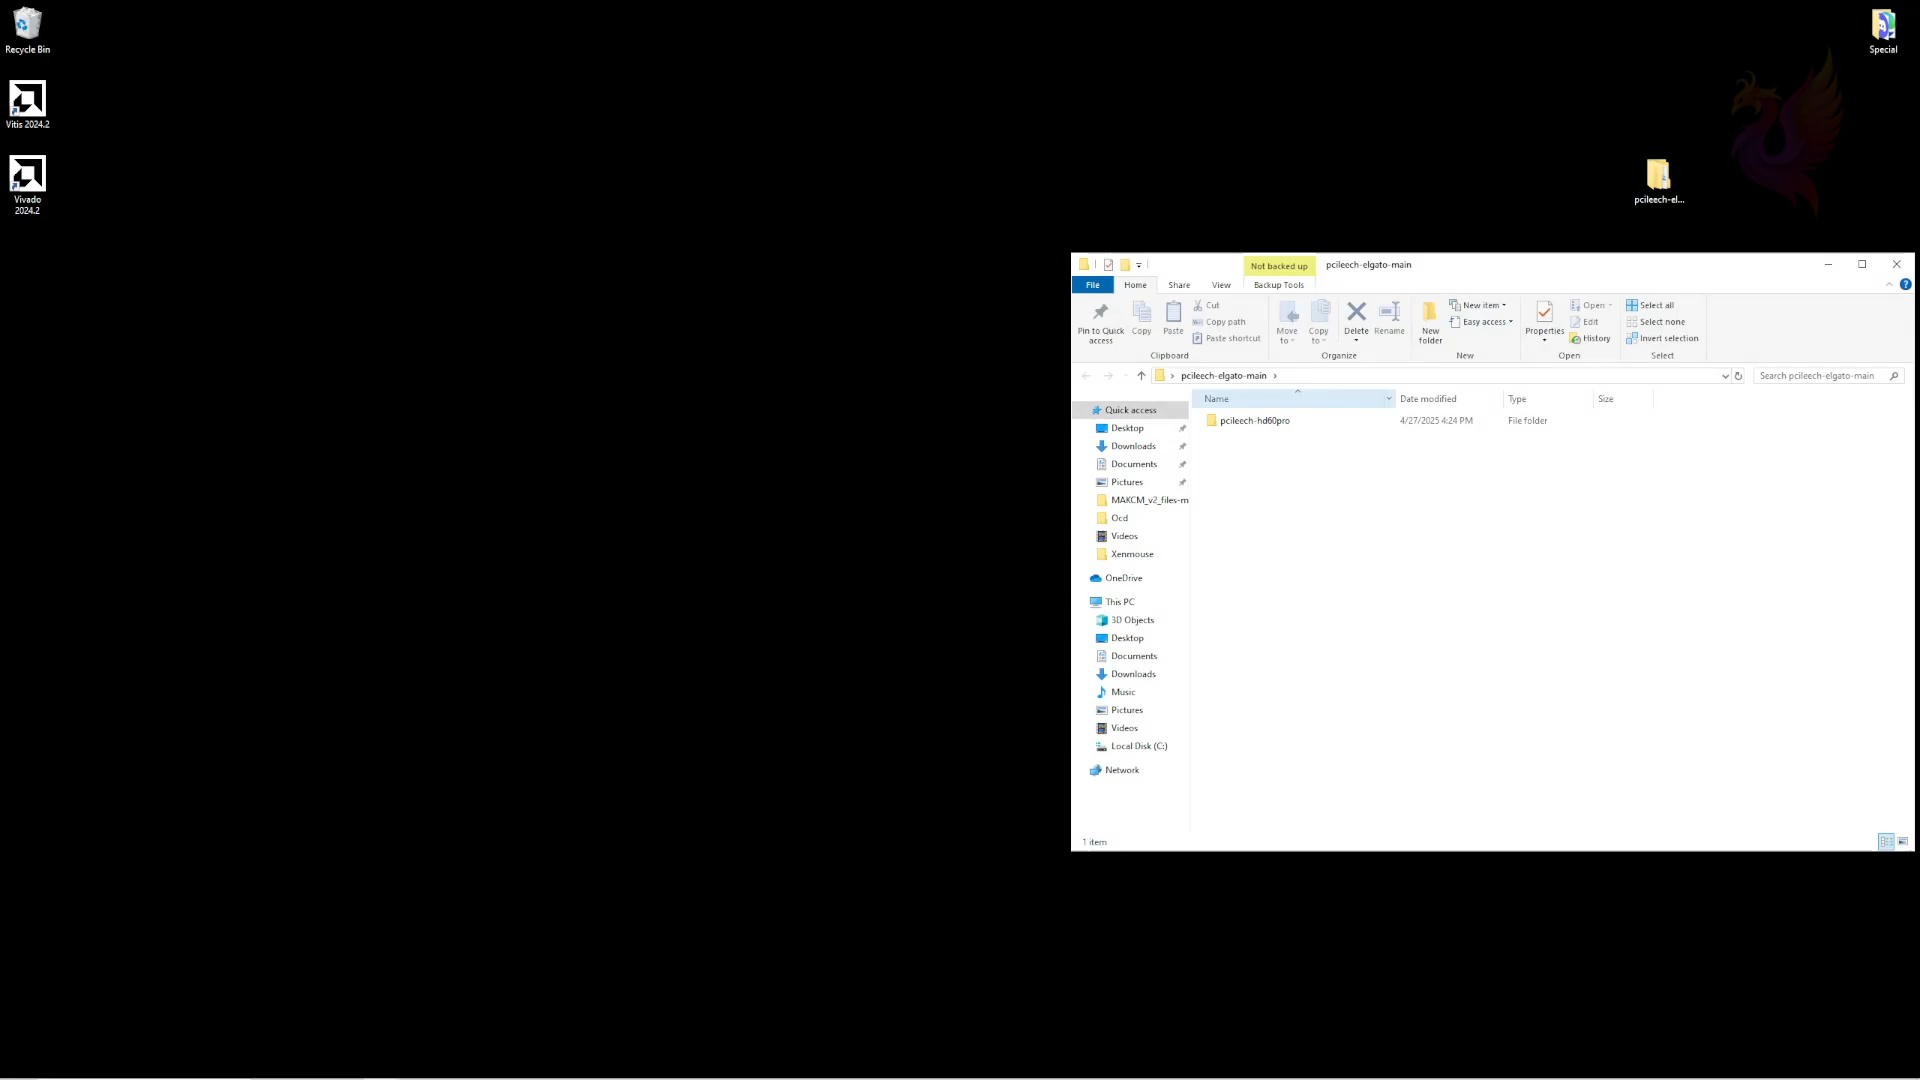 Recycle Bin
Vitis 2024.2
Vivado
2024.2
Special
pcileech-el...
Not backed up
pcileech-elgato-main
File
Home
Share
View
Backup Tools
Pin to Quick
access
Copy
Paste
Cut
Copy path
Paste shortcut
Clipboard
Move
to
Copy
to
Delete
Rename
Organize
New
folder
New item
Easy access
New
Properties
Open
Edit
History
Open
Select all
Select none
Invert selection
Select
pcileech-elgato-main
Search pcileech-elgato-main
Name
Date modified
Type
Size
pcileech-hd60pro
4/27/2025 4:24 PM
File folder
Quick access
Desktop
Downloads
Documents
Pictures
MAKCM_v2_files-m
Ocd
Videos
Xenmouse
OneDrive
This PC
3D Objects
Desktop
Documents
Downloads
Music
Pictures
Videos
Local Disk (C:)
Network
1 item